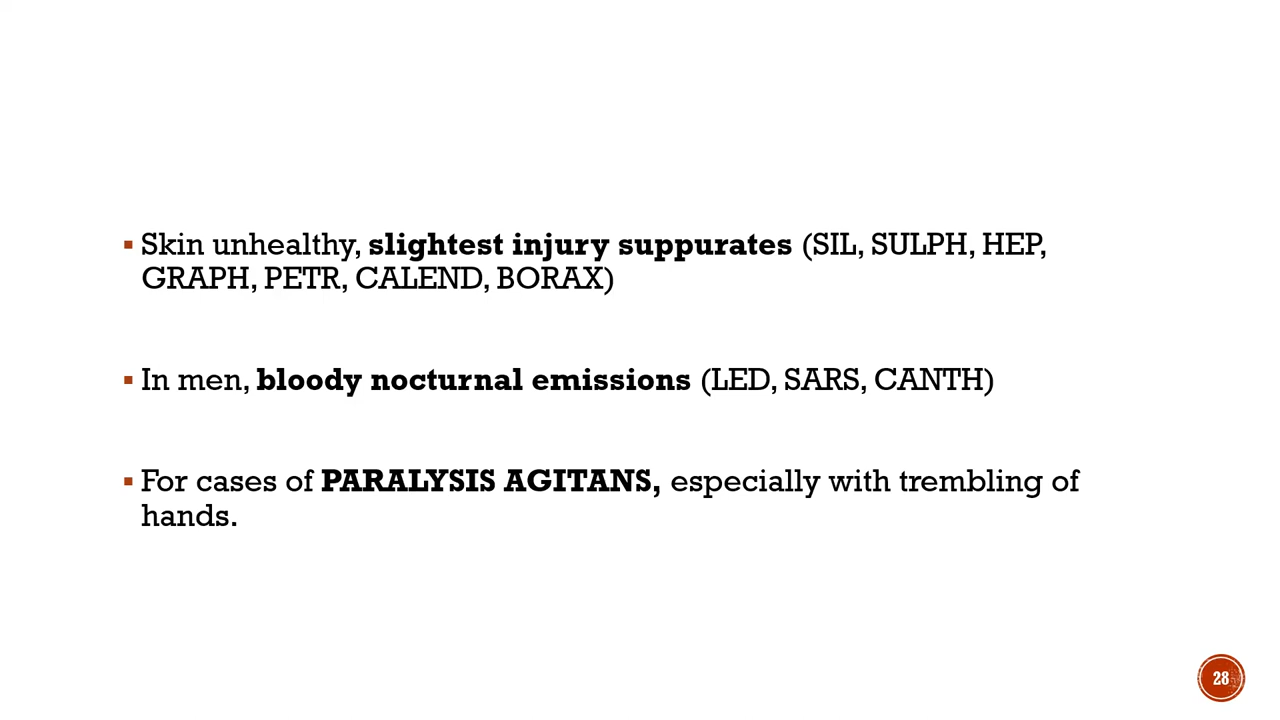 ▪ Skin unhealthy, slightest injury suppurates (SIL, SULPH, HEP,
GRAPH, PETR, CALEND, BORAX)
▪ In men, bloody nocturnal emissions (LED, SARS, CANTH)
▪ For cases of PARALYSIS AGITANS, especially with trembling of
hands.
28